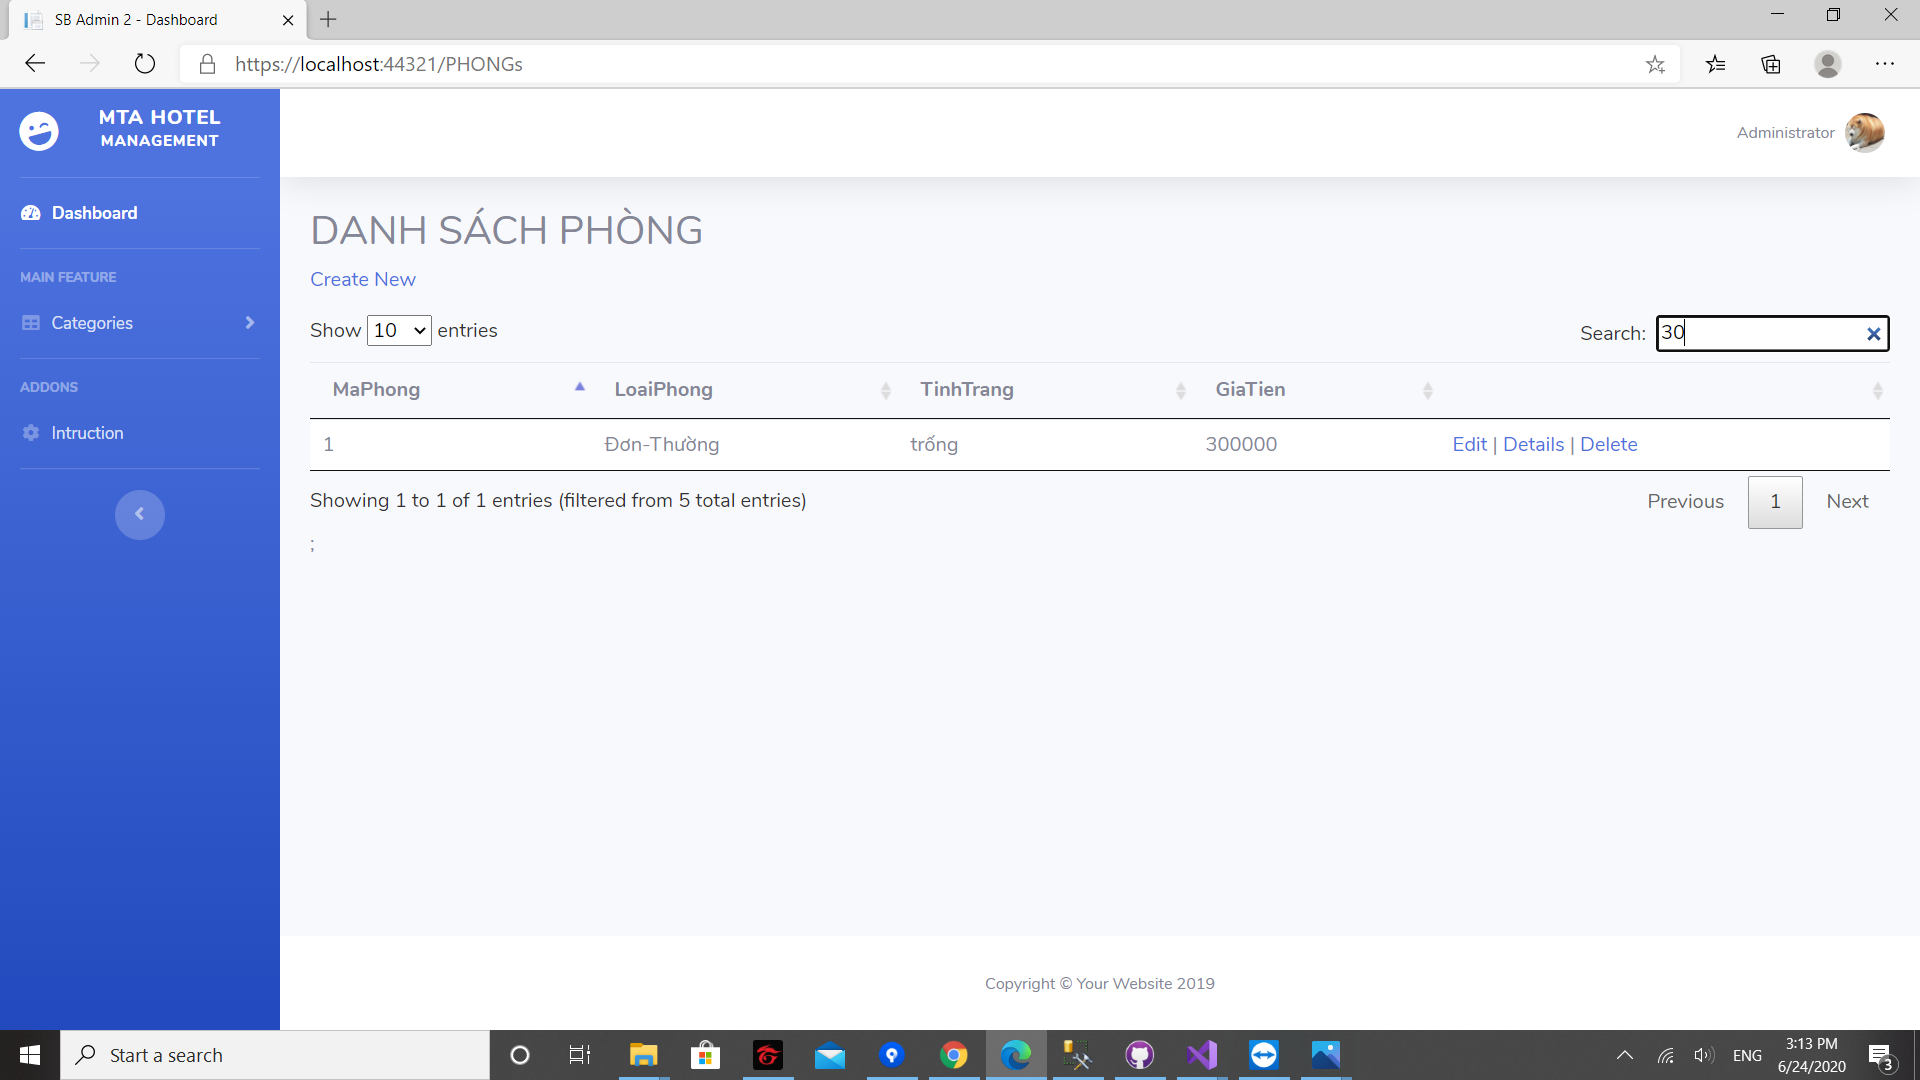 SB Admin 2 - Dashboard
https://localhost:44321/PHONGs
MTA HOTEL
MANAGEMENT
Administrator
Dashboard
MAIN FEATURE
Categories
ADDONS
Intruction
DANH SÁCH PHÒNG
Create New
Show 10 entries
Search: 30
MaPhong LoaiPhong TinhTrang GiaTien
1 Đơn-Thường trống 300000 Edit | Details | Delete
Showing 1 to 1 of 1 entries (filtered from 5 total entries)
Previous 1 Next
;
Copyright © Your Website 2019
Start a search
ENG
3:13 PM
6/24/2020
3